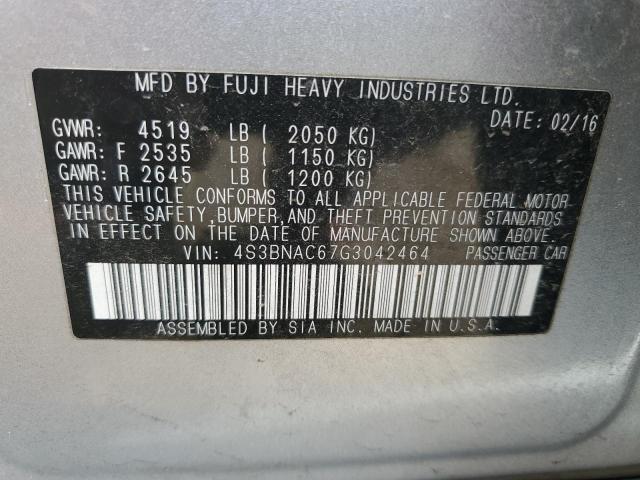 MFD BY FUJI HEAVY INDUSTRIES LTD.
DATE: 02/16
GVWR: 4519 LB ( 2050 KG)
GAWR: F 2535 LB ( 1150 KG)
GAWR: R 2645 LB ( 1200 KG)
THIS VEHICLE CONFORMS TO ALL APPLICABLE FEDERAL MOTOR
VEHICLE SAFETY, BUMPER, AND THEFT PREVENTION STANDARDS
IN EFFECT ON THE DATE OF MANUFACTURE SHOWN ABOVE.
VIN: 4S3BNAC67G3042464 PASSENGER CAR
ASSEMBLED BY SIA INC. MADE IN U.S.A.